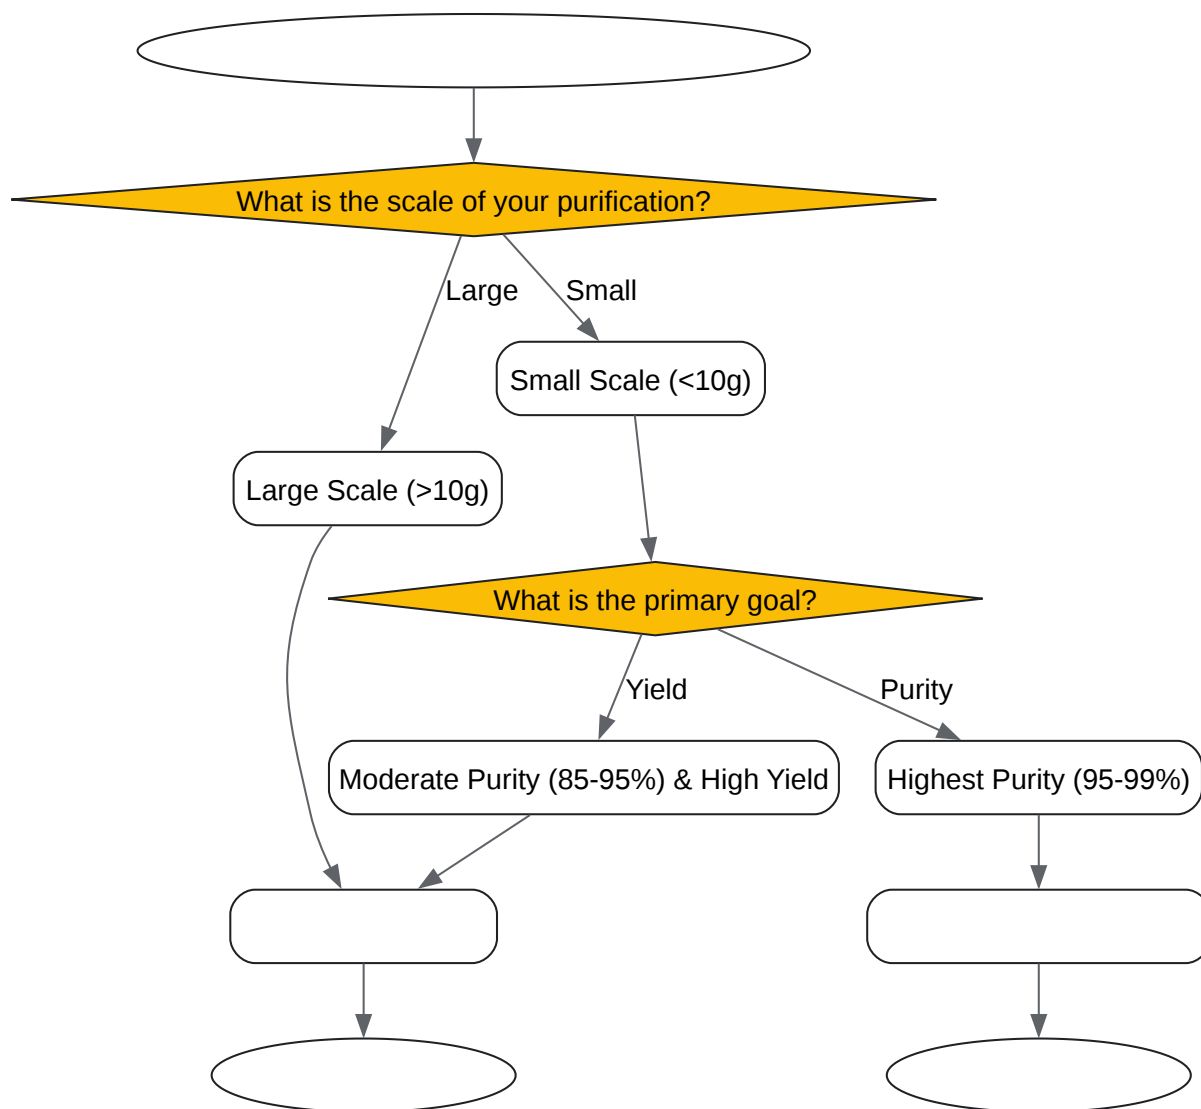 What is the scale of your purification?
Large
Small
Small Scale (<10g)
Large Scale (>10g)
What is the primary goal?
Yield
Purity
Moderate Purity (85-95%) & High Yield
Highest Purity (95-99%)